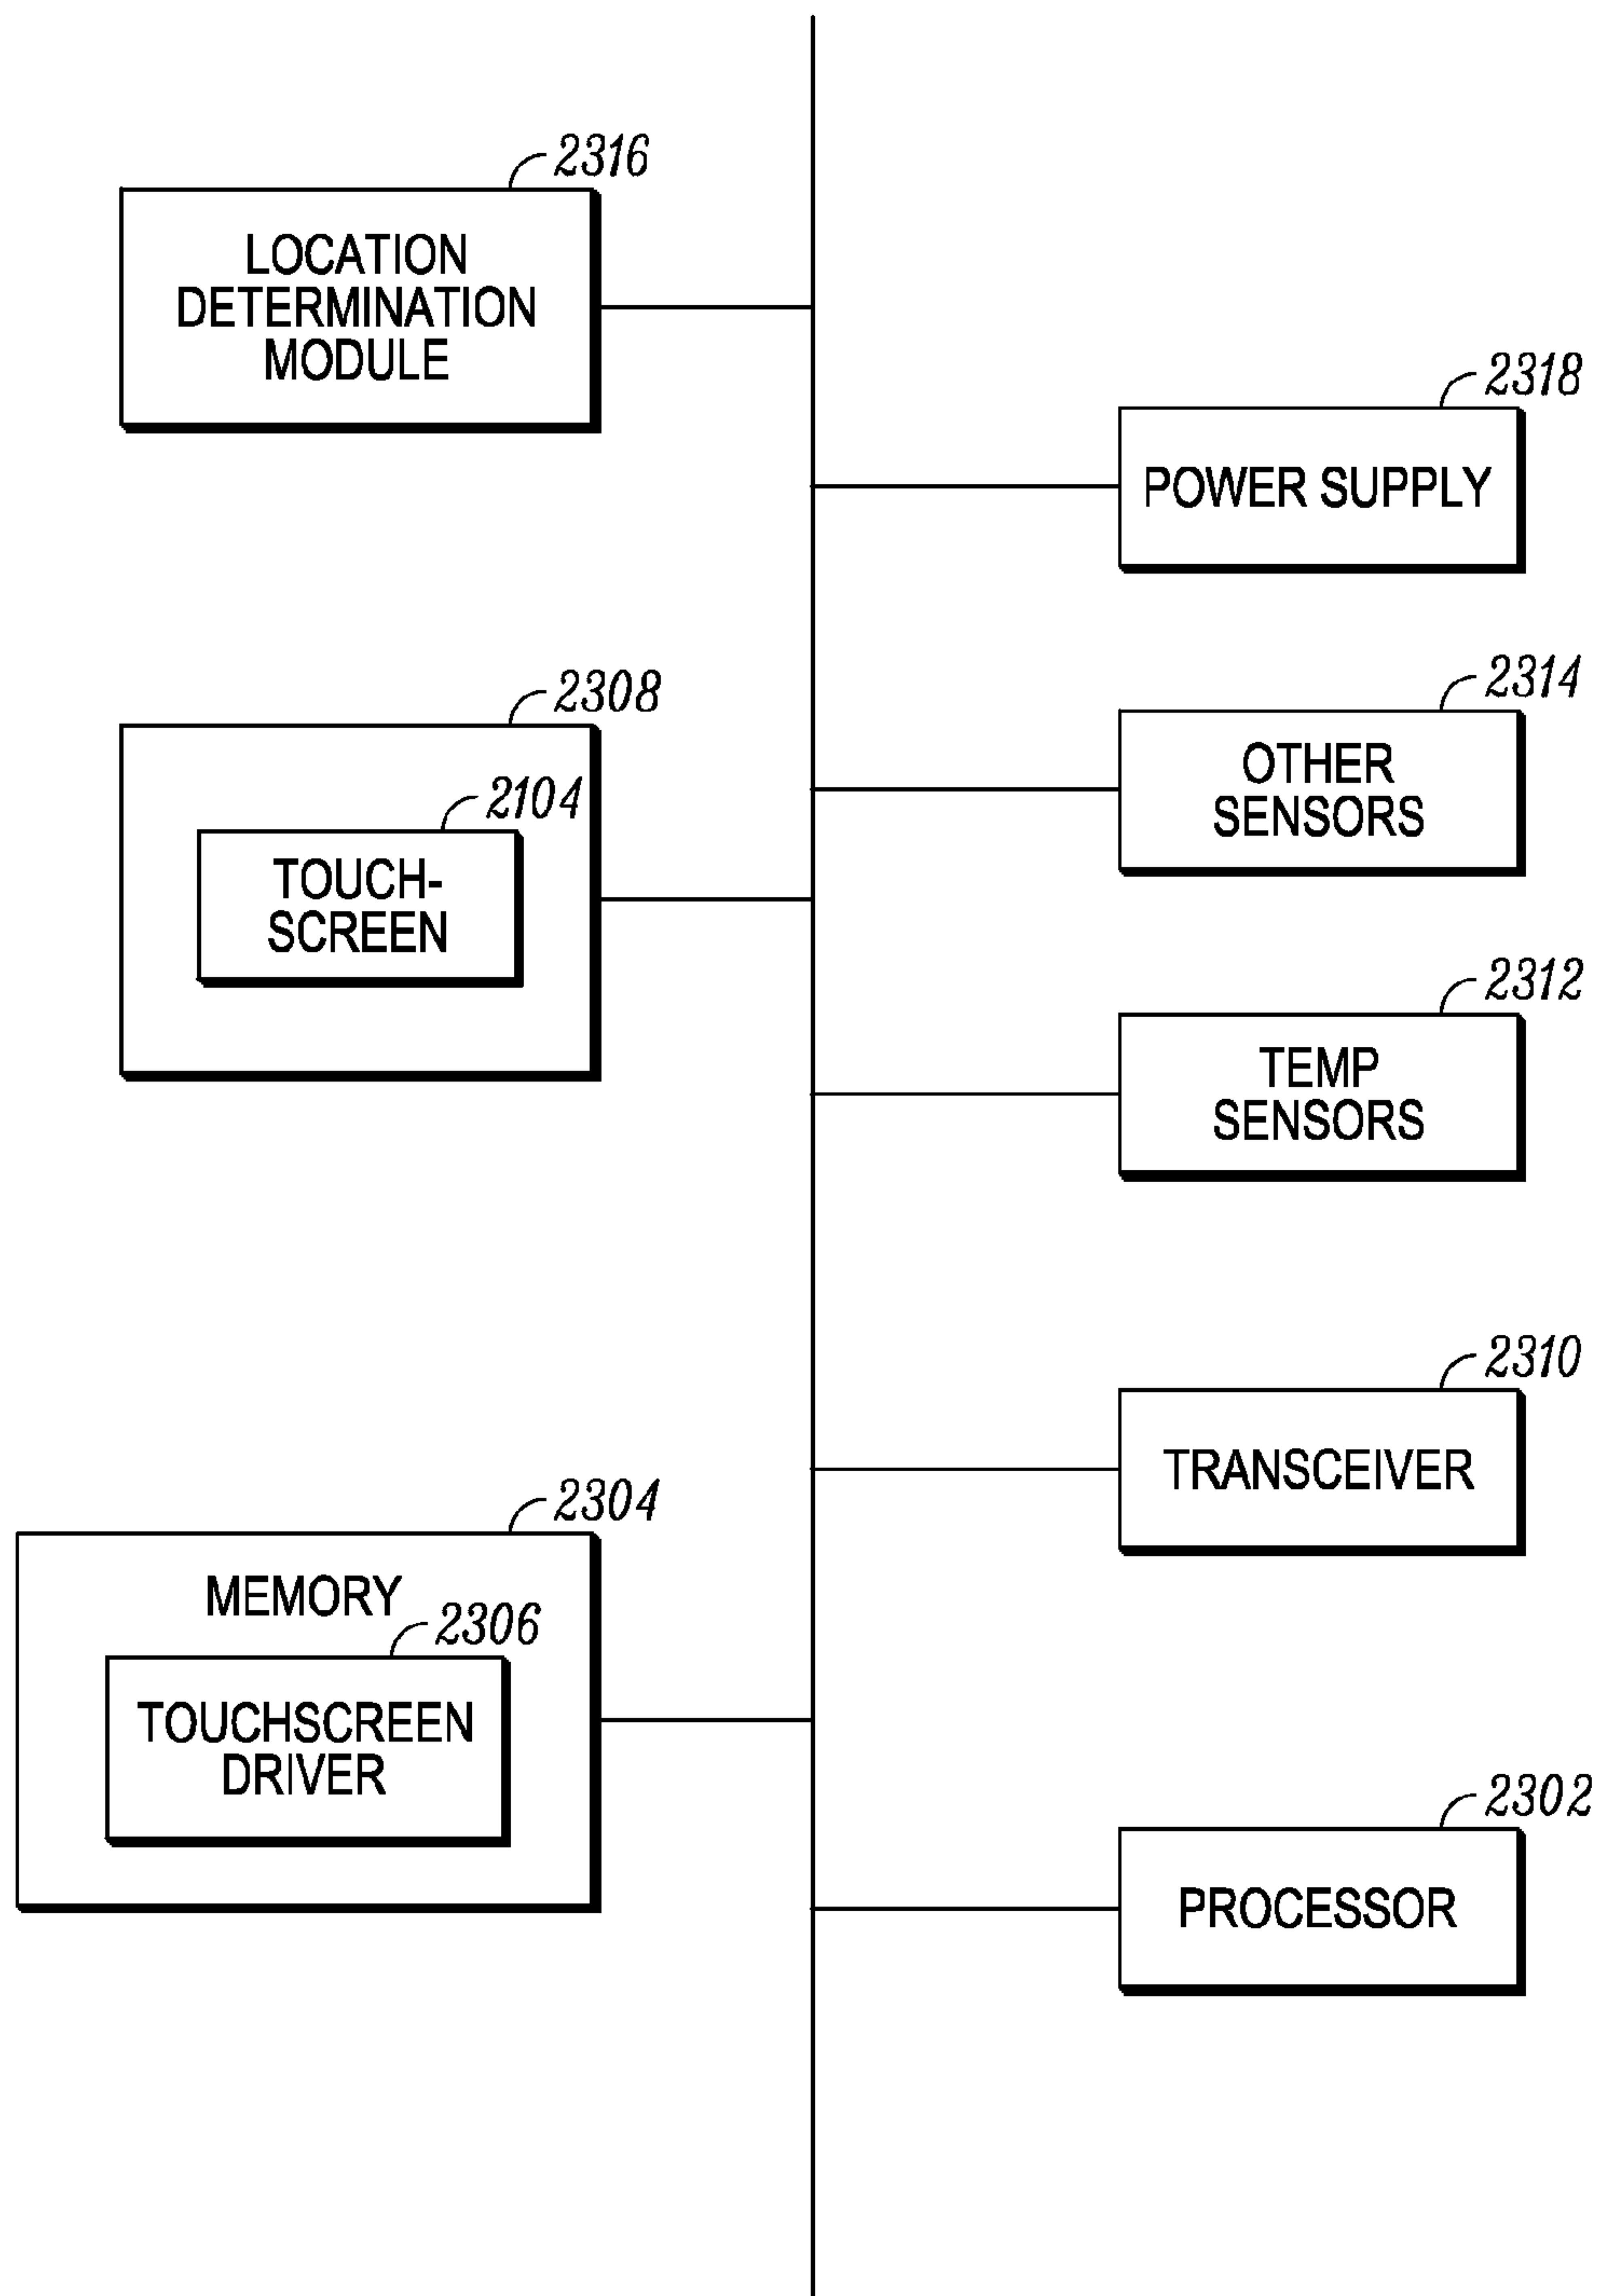 2316
LOCATION
DETERMINATION
MODULE
2318
POWER SUPPLY
2308
2104
TOUCH-
SCREEN
2314
OTHER
SENSORS
2312
TEMP
SENSORS
2310
TRANSCEIVER
2304
MEMORY
2306
TOUCHSCREEN
DRIVER
2302
PROCESSOR